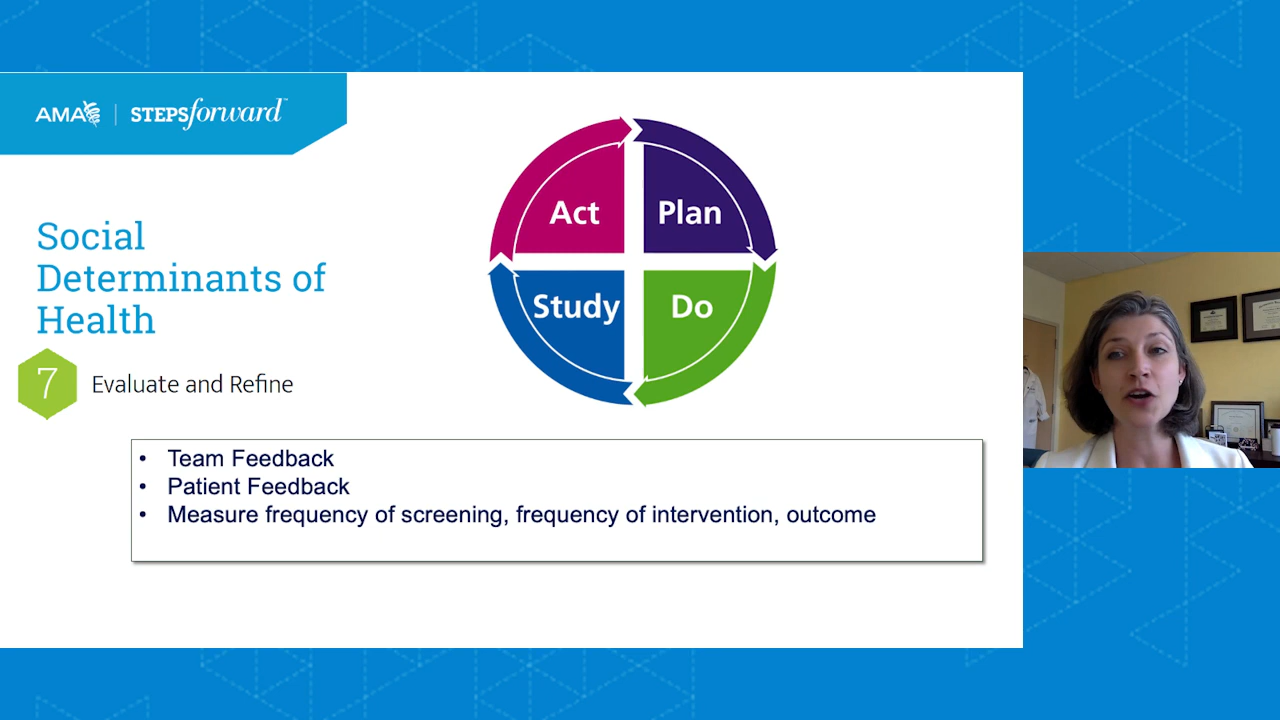 AMA | STEPSforward™
Social
Determinants of
Health
7 Evaluate and Refine
Act Plan
Study Do
• Team Feedback
• Patient Feedback
• Measure frequency of screening, frequency of intervention, outcome